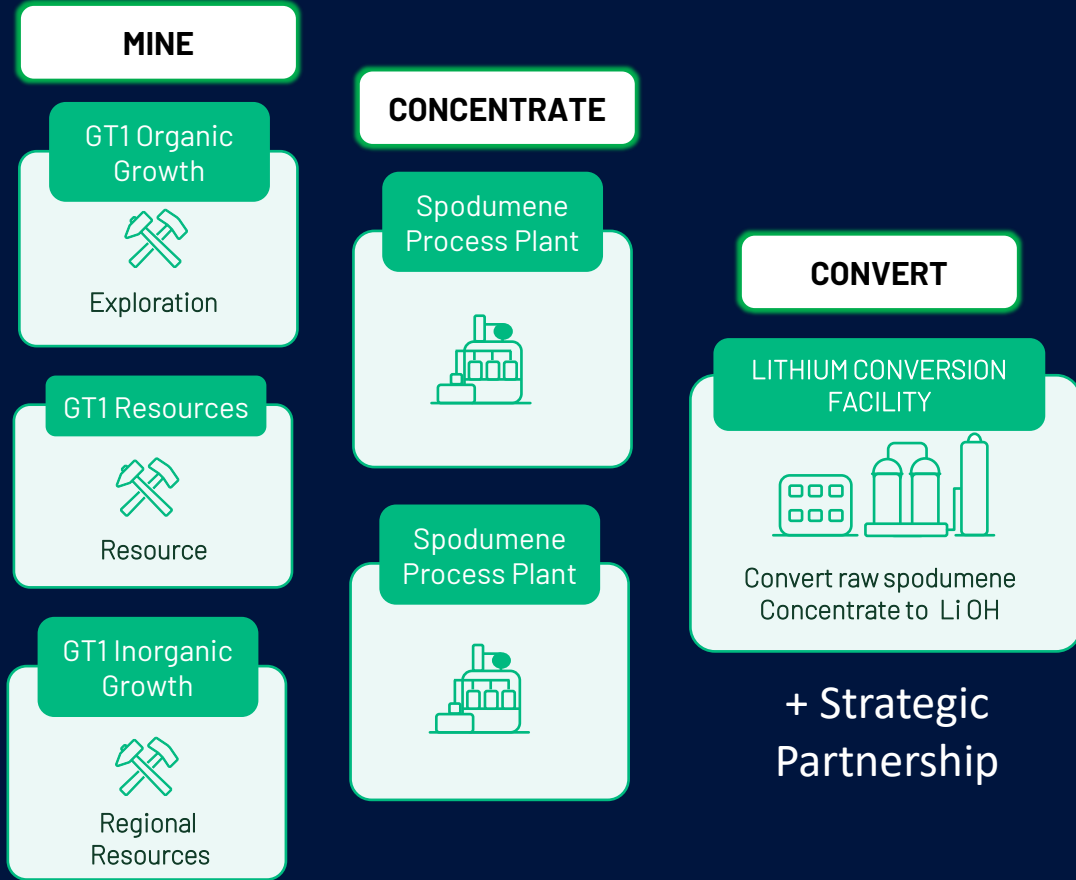 MINE
GT1 Organic
Growth
Exploration
GT1 Resources
Resource
GT1 Inorganic
Growth
Regional
Resources
CONCENTRATE
Spodumene
Process Plant
Spodumene
Process Plant
CONVERT
LITHIUM CONVERSION
FACILITY
Convert raw spodumene
Concentrate to Li OH
+ Strategic
Partnership